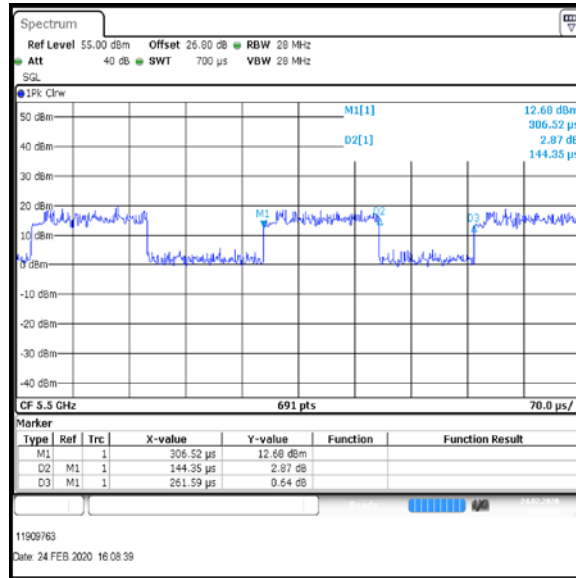 Spectrum
Ref Level 55.00 dBm Offset 26.80 dB RBW 28 MHz
Att 40 dB SWT 700 µs VBW 28 MHz
SGL
1Pk Clrw
M1[1] 12.68 dBm
306.52 µs
50 dBm
D2[1] 2.87 dB
144.35 µs
40 dBm
30 dBm
20 dBm
M1 D2 D3
10 dBm
0 dBm
-10 dBm
-20 dBm
-30 dBm
-40 dBm
CF 5.5 GHz 691 pts 70.0 µs/
Marker
Type Ref Trc X-value Y-value Function Function Result
M1 1 306.52 µs 12.68 dBm
D2 M1 1 144.35 µs 2.87 dB
D3 M1 1 261.59 µs 0.64 dB
11909763
Date: 24.FEB.2020 16:08:39